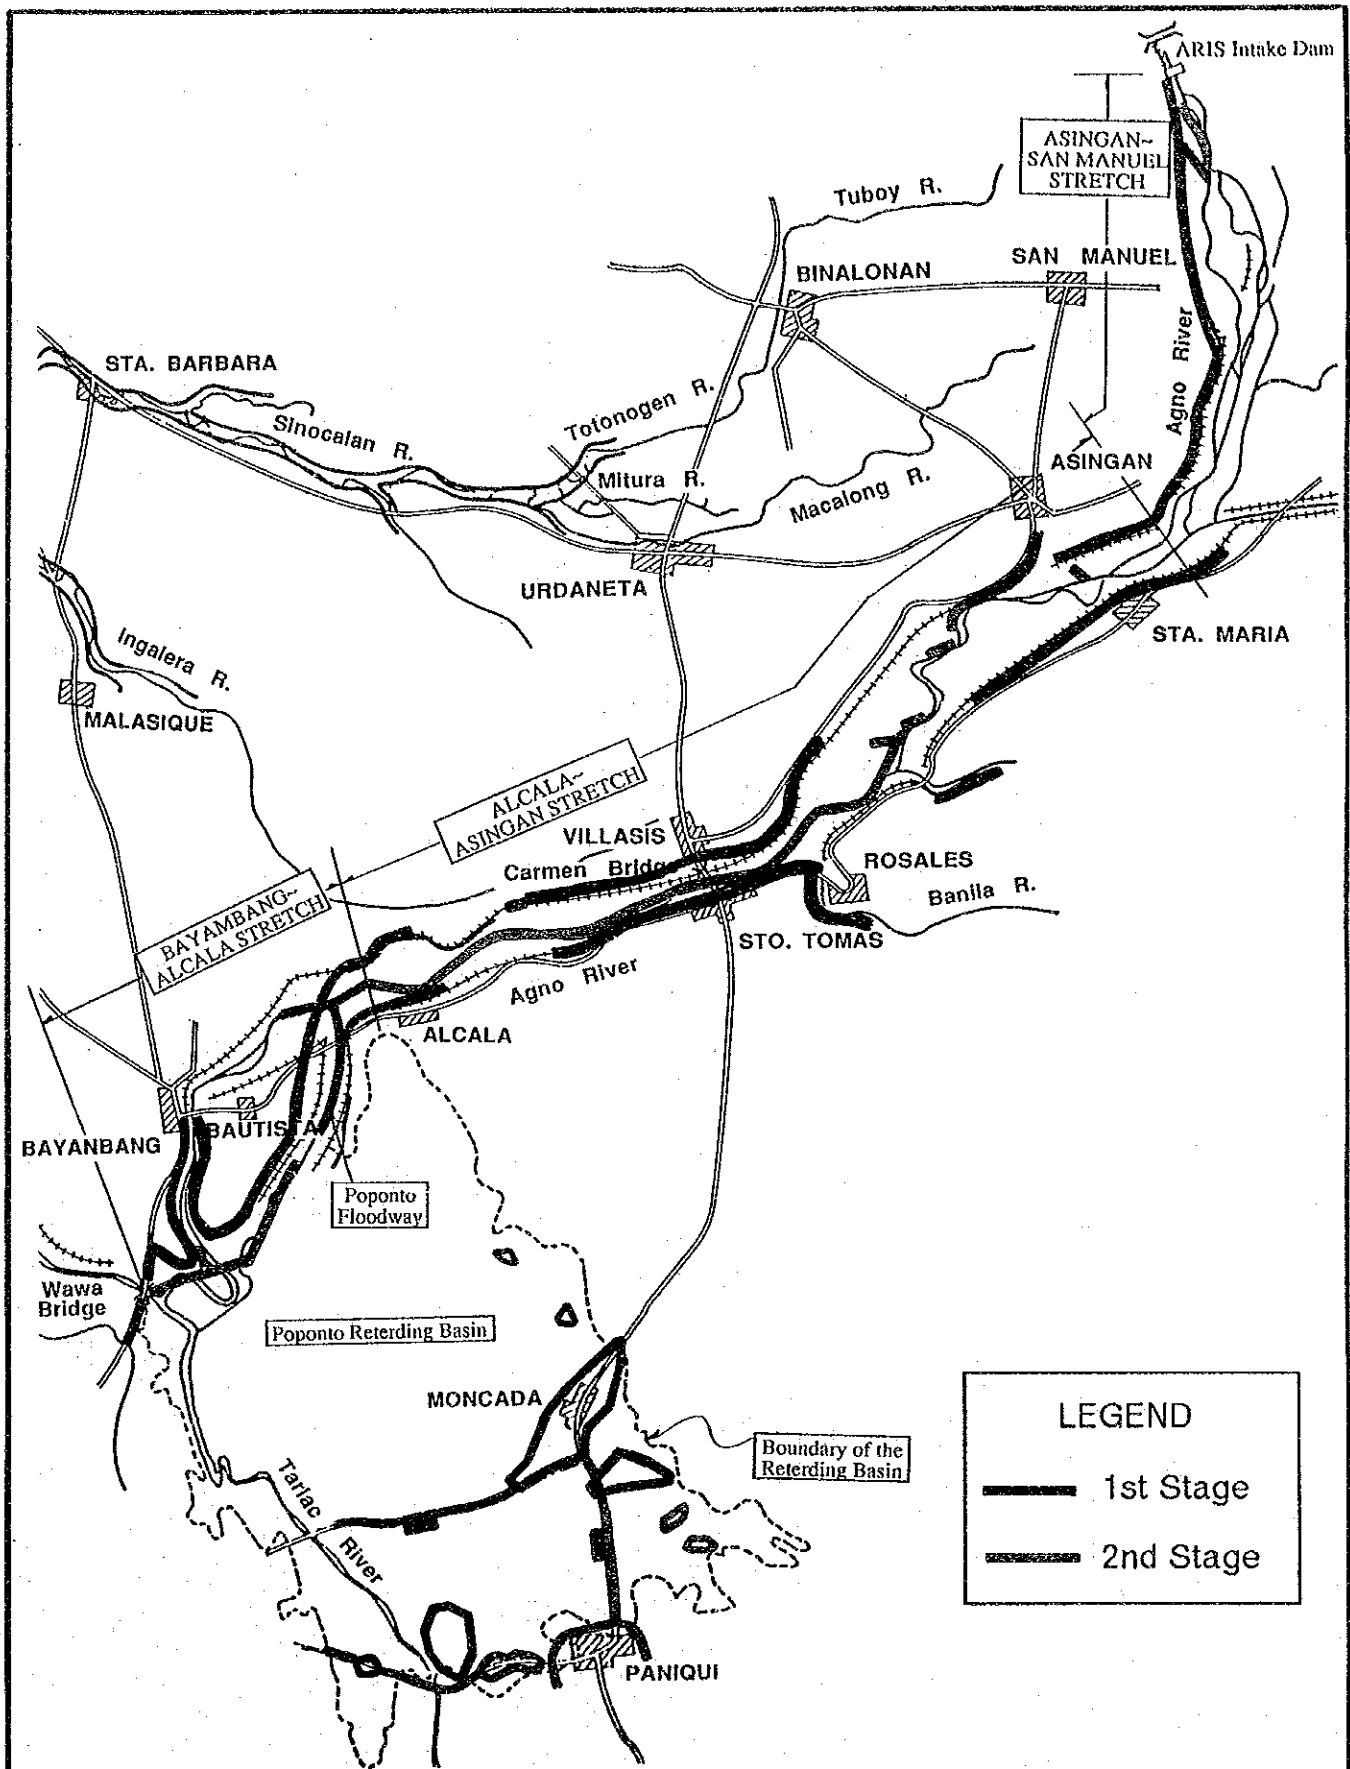 ARIS Intake Dam
ASINGAN~
SAN MANUEL
STRETCH
Tuboy R.
BINALONAN
SAN MANUEL
Agno River
STA. BARBARA
Sinocalan R.
Totonogen R.
Mitura R.
Macalong R.
ASINGAN
URDANETA
STA. MARIA
Ingalera R.
MALASIQUE
ALCALA~
ASINGAN STRETCH
VILLASIS
Carmen Bridge
ROSALES
Banila R.
BAYAMBANG~
ALCALA STRETCH
STO. TOMAS
Agno River
ALCALA
BAYANBANG
BAUTISTA
Poponto
Floodway
Wawa
Bridge
Poponto Reterding Basin
MONCADA
Boundary of the
Reterding Basin
Tarlac River
PANIQUI
LEGEND
1st Stage
2nd Stage